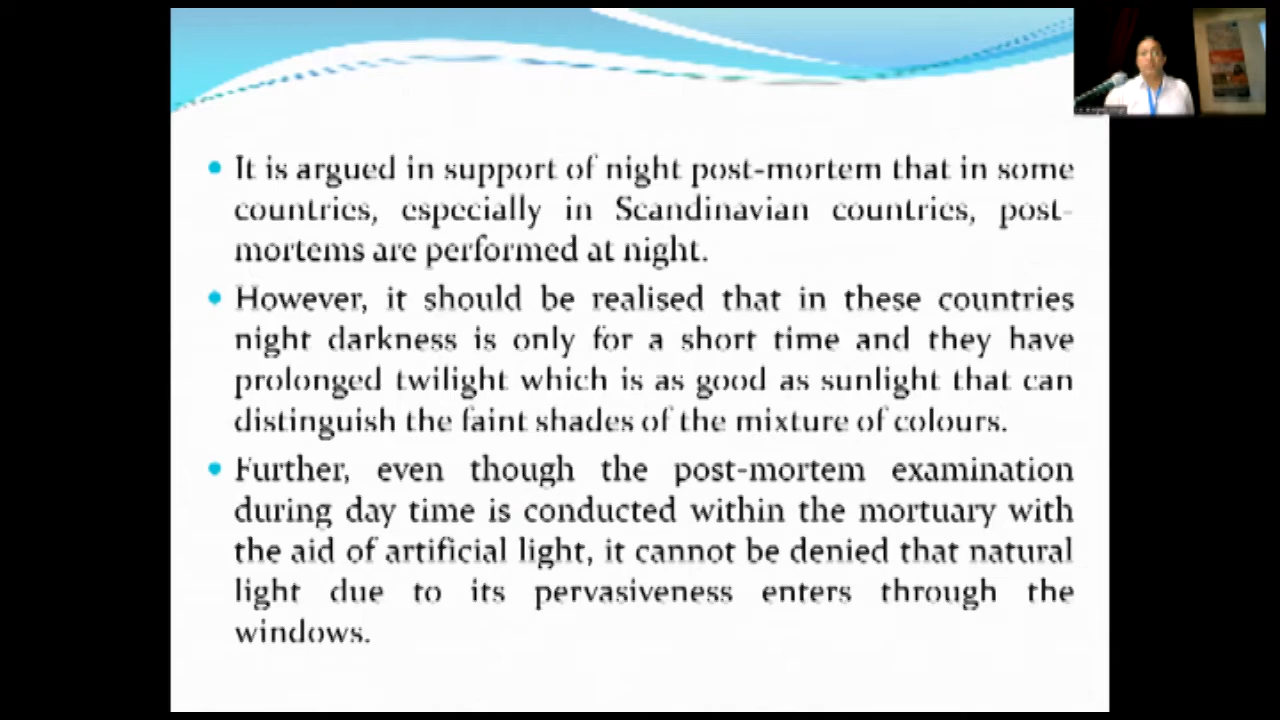 It is argued in support of night post-mortem that in some
countries, especially in Scandinavian countries, post-
mortems are performed at night.
However, it should be realised that in these countries
night darkness is only for a short time and they have
prolonged twilight which is as good as sunlight that can
distinguish the faint shades of the mixture of colours.
Further, even though the post-mortem examination
during day time is conducted within the mortuary with
the aid of artificial light, it cannot be denied that natural
light due to its pervasiveness enters through the
windows.